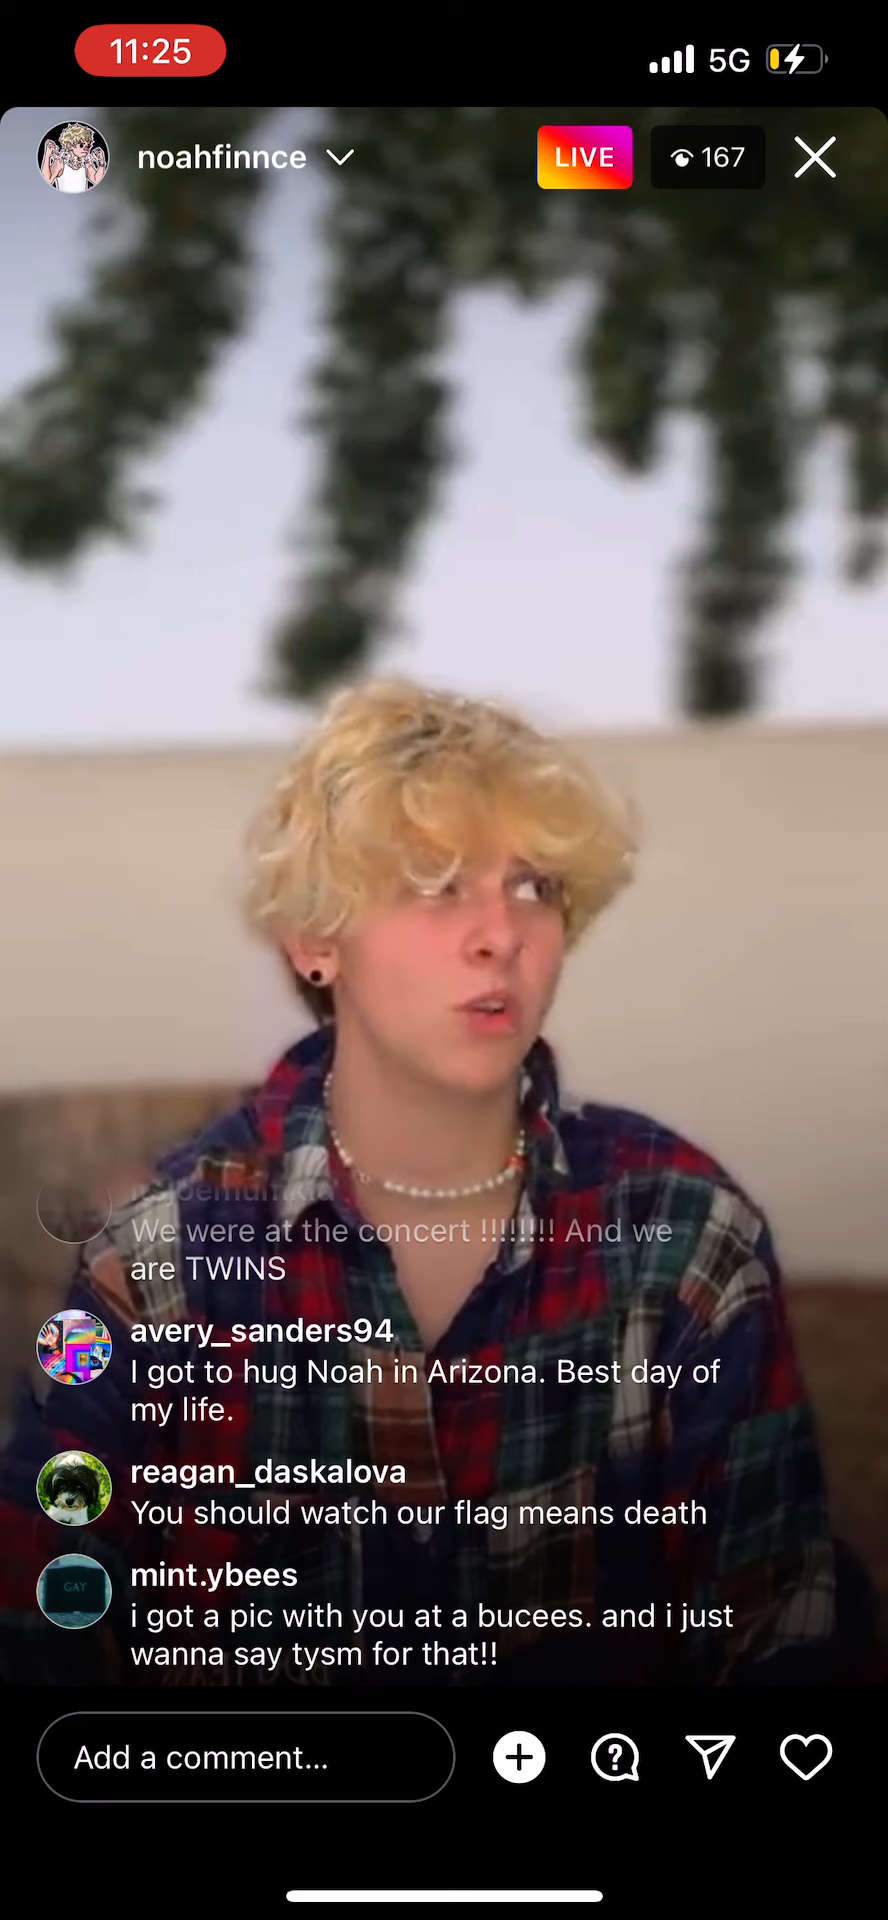 11:25
5G
noahfinnce
LIVE
167
We were at the concert !!!!!!!! And we
are TWINS
avery_sanders94
I got to hug Noah in Arizona. Best day of
my life.
reagan_daskalova
You should watch our flag means death
GAY
mint.ybees
i got a pic with you at a bucees. and i just
wanna say tysm for that!!
Add a comment...